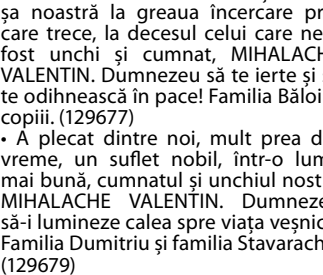 șa noastră la greaua încercare pr
care trece, la decesul celui care ne
fost unchi și cumnat, MIHALACH
VALENTIN. Dumnezeu să te ierte și
te odihnească în pace! Familia Băloi
copiii. (129677)
• A plecat dintre noi, mult prea d
vreme, un suflet nobil, într-o lum
mai bună, cumnatul și unchiul nost
MIHALACHE VALENTIN. Dumneze
să-i lumineze calea spre viața veșnic
Familia Dumitriu și familia Stavarach
(129679)